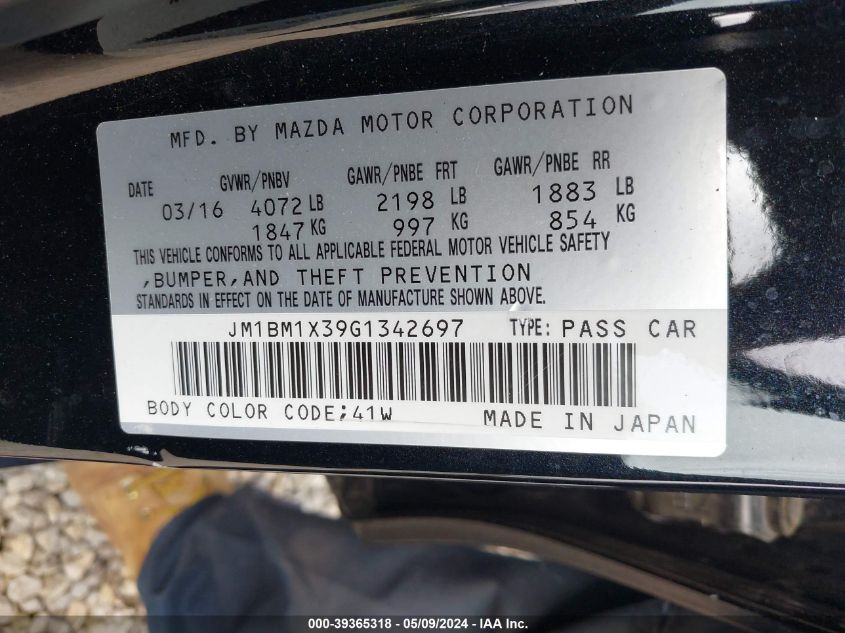 MFD. BY MAZDA MOTOR CORPORATION
DATE GVWR/PNBV GAWR/PNBE FRT GAWR/PNBE RR
03/16 4072 LB 2198 LB 1883 LB
1847 KG 997 KG 854 KG
THIS VEHICLE CONFORMS TO ALL APPLICABLE FEDERAL MOTOR VEHICLE SAFETY
,BUMPER,AND THEFT PREVENTION
STANDARDS IN EFFECT ON THE DATE OF MANUFACTURE SHOWN ABOVE.
JM1BM1X39G1342697 TYPE: PASS CAR
BODY COLOR CODE;41W MADE IN JAPAN
000-39365318 - 05/09/2024 - IAA Inc.